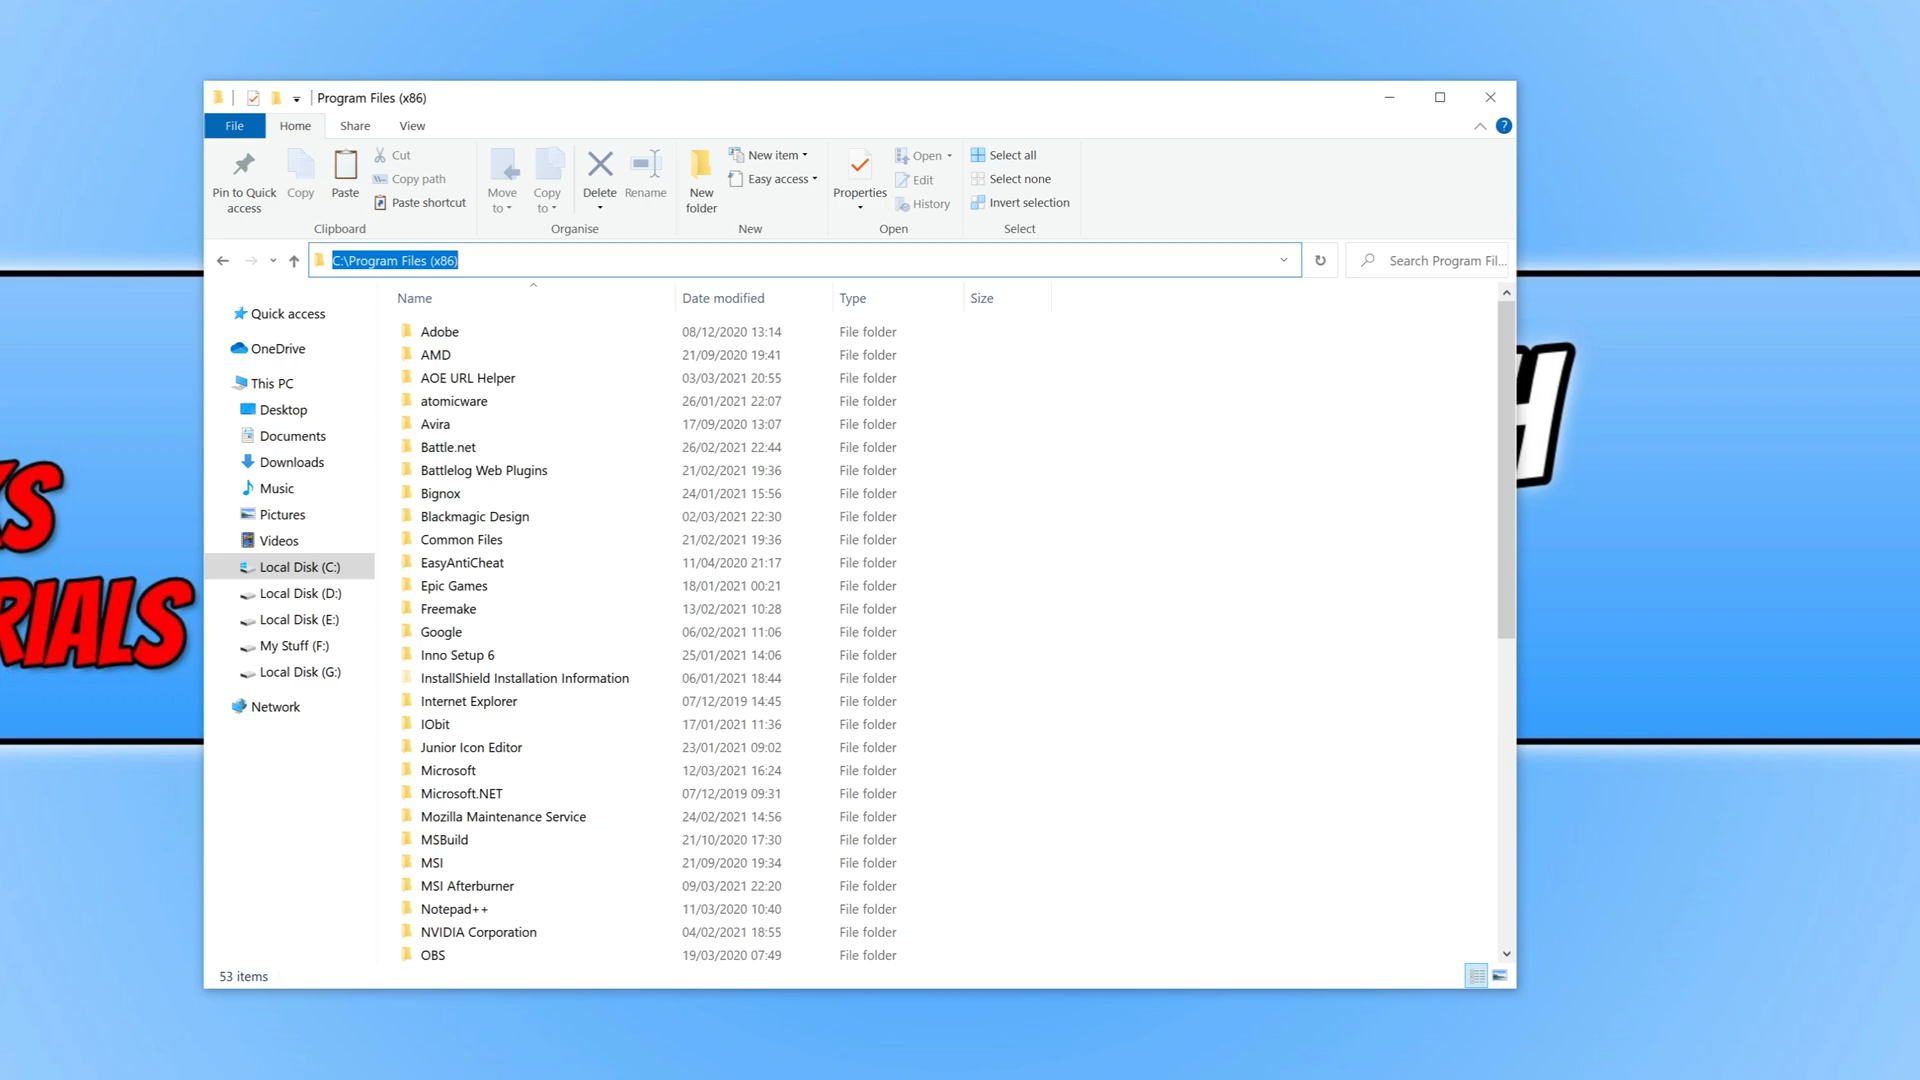 Program Files (x86)
File Home Share View
Pin to Quick access
Copy
Paste
Cut
Copy path
Paste shortcut
Clipboard
Move to
Copy to
Delete
Rename
Organise
New folder
New item
Easy access
New
Properties
Open
Edit
History
Open
Select all
Select none
Invert selection
Select
C:\Program Files (x86)
Search Program Fil...
Quick access
OneDrive
This PC
Desktop
Documents
Downloads
Music
Pictures
Videos
Local Disk (C:)
Local Disk (D:)
Local Disk (E:)
My Stuff (F:)
Local Disk (G:)
Network
Name Date modified Type Size
Adobe 08/12/2020 13:14 File folder
AMD 21/09/2020 19:41 File folder
AOE URL Helper 03/03/2021 20:55 File folder
atomicware 26/01/2021 22:07 File folder
Avira 17/09/2020 13:07 File folder
Battle.net 26/02/2021 22:44 File folder
Battlelog Web Plugins 21/02/2021 19:36 File folder
Bignox 24/01/2021 15:56 File folder
Blackmagic Design 02/03/2021 22:30 File folder
Common Files 21/02/2021 19:36 File folder
EasyAntiCheat 11/04/2020 21:17 File folder
Epic Games 18/01/2021 00:21 File folder
Freemake 13/02/2021 10:28 File folder
Google 06/02/2021 11:06 File folder
Inno Setup 6 25/01/2021 14:06 File folder
InstallShield Installation Information 06/01/2021 18:44 File folder
Internet Explorer 07/12/2019 14:45 File folder
IObit 17/01/2021 11:36 File folder
Junior Icon Editor 23/01/2021 09:02 File folder
Microsoft 12/03/2021 16:24 File folder
Microsoft.NET 07/12/2019 09:31 File folder
Mozilla Maintenance Service 24/02/2021 14:56 File folder
MSBuild 21/10/2020 17:30 File folder
MSI 21/09/2020 19:34 File folder
MSI Afterburner 09/03/2021 22:20 File folder
Notepad++ 11/03/2020 10:40 File folder
NVIDIA Corporation 04/02/2021 18:55 File folder
OBS 19/03/2020 07:49 File folder
53 items
RIALS